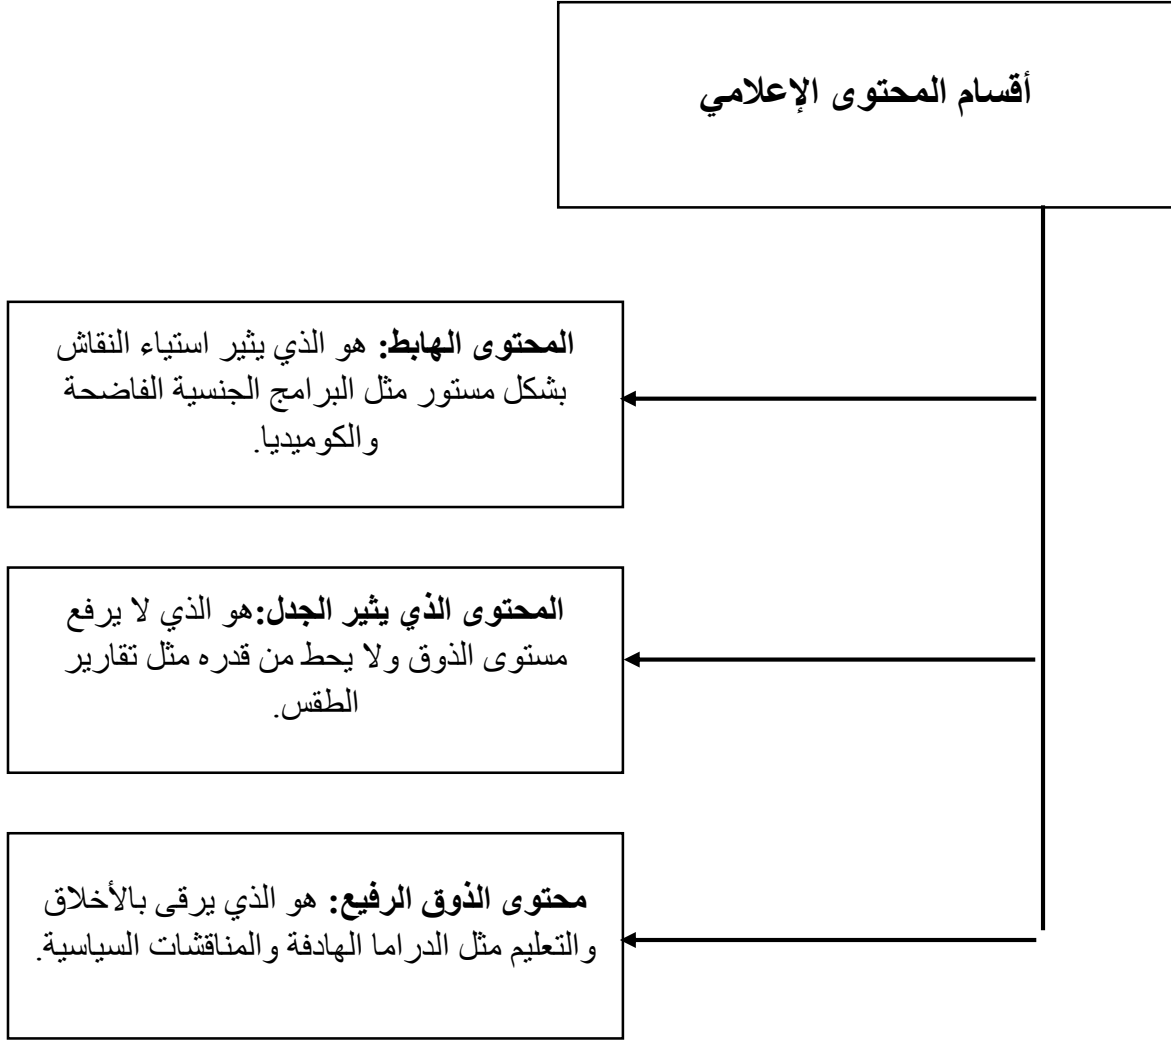 أقسام المحتوى الإعلامي
المحتوى الهابط: هو الذي يثير استياء النقاش
بشكل مستور مثل البرامج الجنسية الفاضحة
والكوميديا.
المحتوى الذي يثير الجدل:هو الذي لا يرفع
مستوى الذوق ولا يحط من قدره مثل تقارير
الطقس.
محتوى الذوق الرفيع: هو الذي يرقى بالأخلاق
والتعليم مثل الدراما الهادفة والمناقشات السياسية.